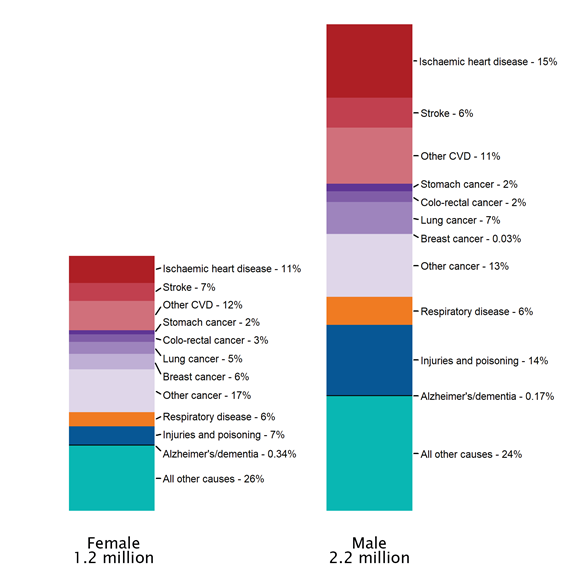 Ischaemic heart disease - 15%
Stroke - 6%
Other CVD - 11%
Stomach cancer - 2%
Colo-rectal cancer - 2%
Lung cancer - 7%
Breast cancer - 0.03%
Other cancer - 13%
Respiratory disease - 6%
Injuries and poisoning - 14%
Alzheimer's/dementia - 0.17%
All other causes - 24%
Ischaemic heart disease - 11%
Stroke - 7%
Other CVD - 12%
Stomach cancer - 2%
Colo-rectal cancer - 3%
Lung cancer - 5%
Breast cancer - 6%
Other cancer - 17%
Respiratory disease - 6%
Injuries and poisoning - 7%
Alzheimer's/dementia - 0.34%
All other causes - 26%
Female
1.2 million
Male
2.2 million